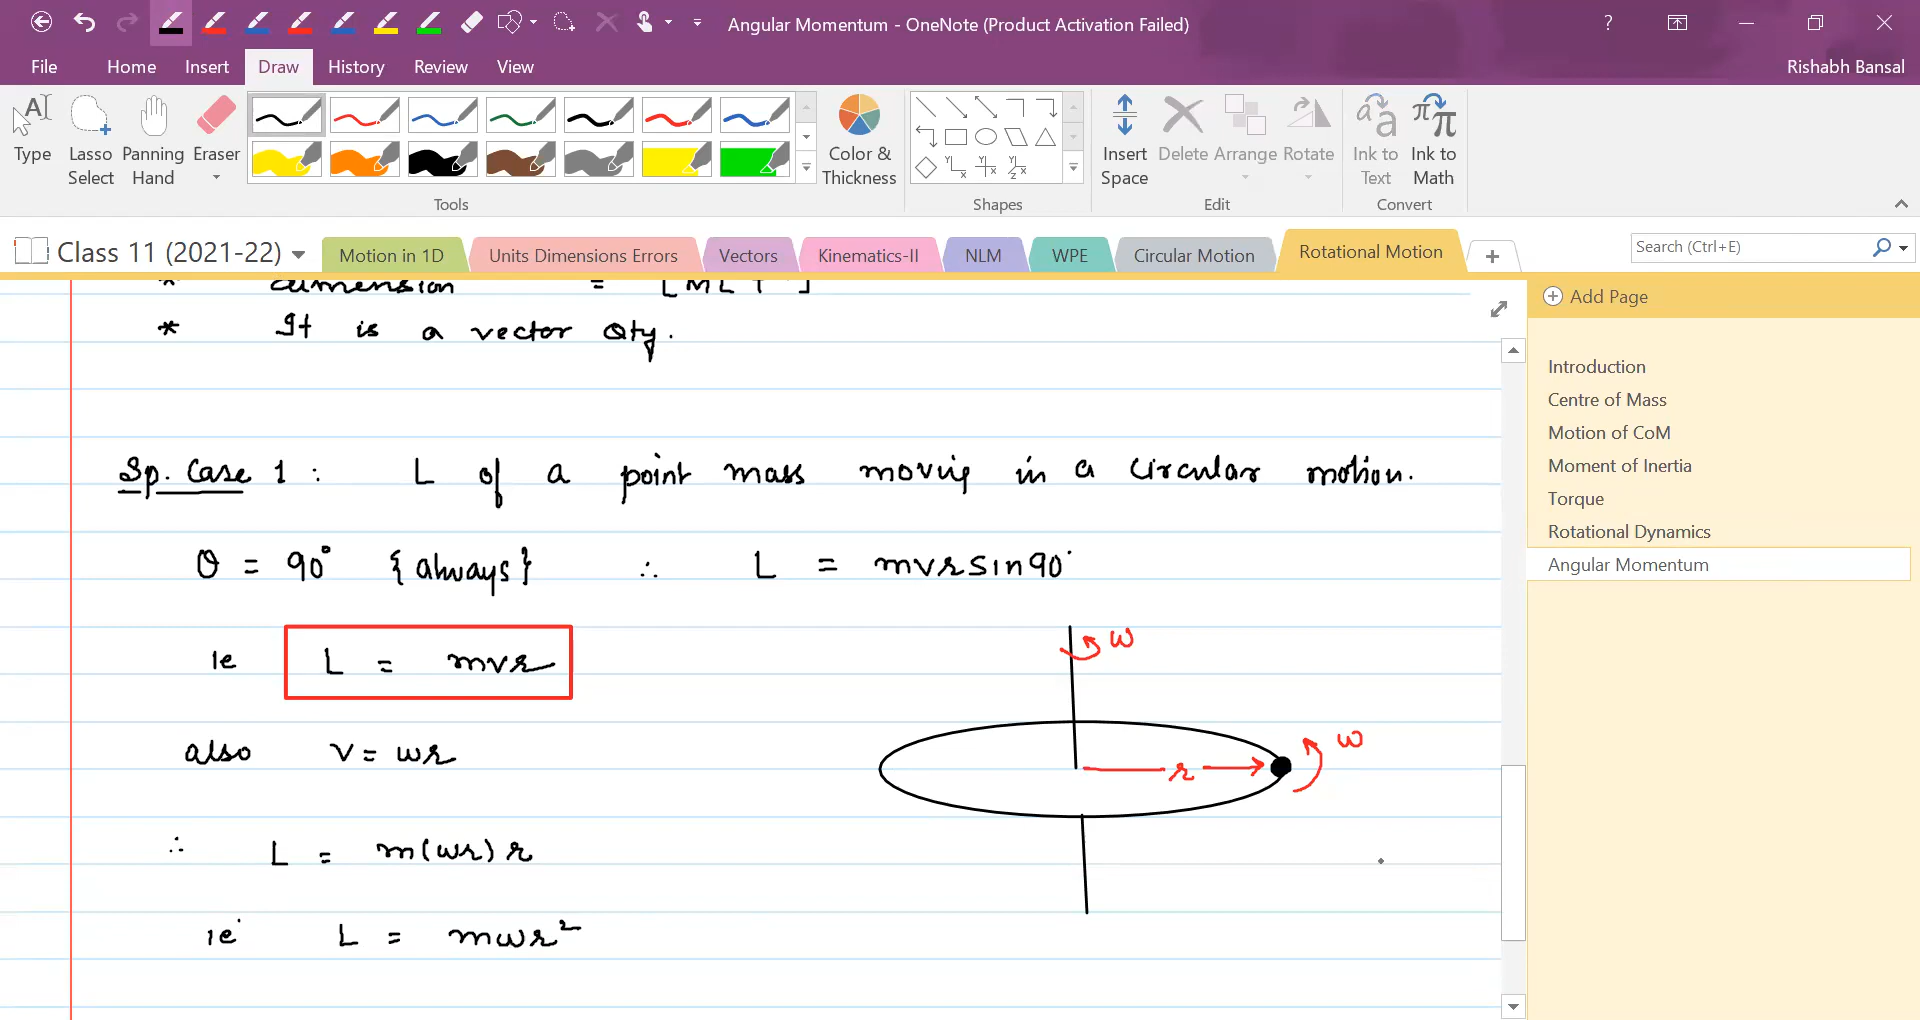 Angular Momentum - OneNote (Product Activation Failed)
?
File Home Insert Draw History Review View
Rishabh Bansal
Type
Lasso Select
Panning Hand
Eraser
Color & Thickness
Insert Space
Delete Arrange Rotate
Ink to Text
Ink to Math
Tools Shapes Edit Convert
Class 11 (2021-22)
Motion in 1D Units Dimensions Errors Vectors Kinematics-II NLM WPE Circular Motion Rotational Motion +
Search (Ctrl+E)
Add Page
Introduction
Centre of Mass
Motion of CoM
Moment of Inertia
Torque
Rotational Dynamics
Angular Momentum
* dimension =
* It is a vector Qty.
Sp. Case 1 : L of a point mass moving in a circular motion.
θ = 90° {always} ∴ L = mvr sin90°
ie L = mvr
also v = ωr
∴ L = m(ωr) r
ie L = mωr²
ω
r
ω